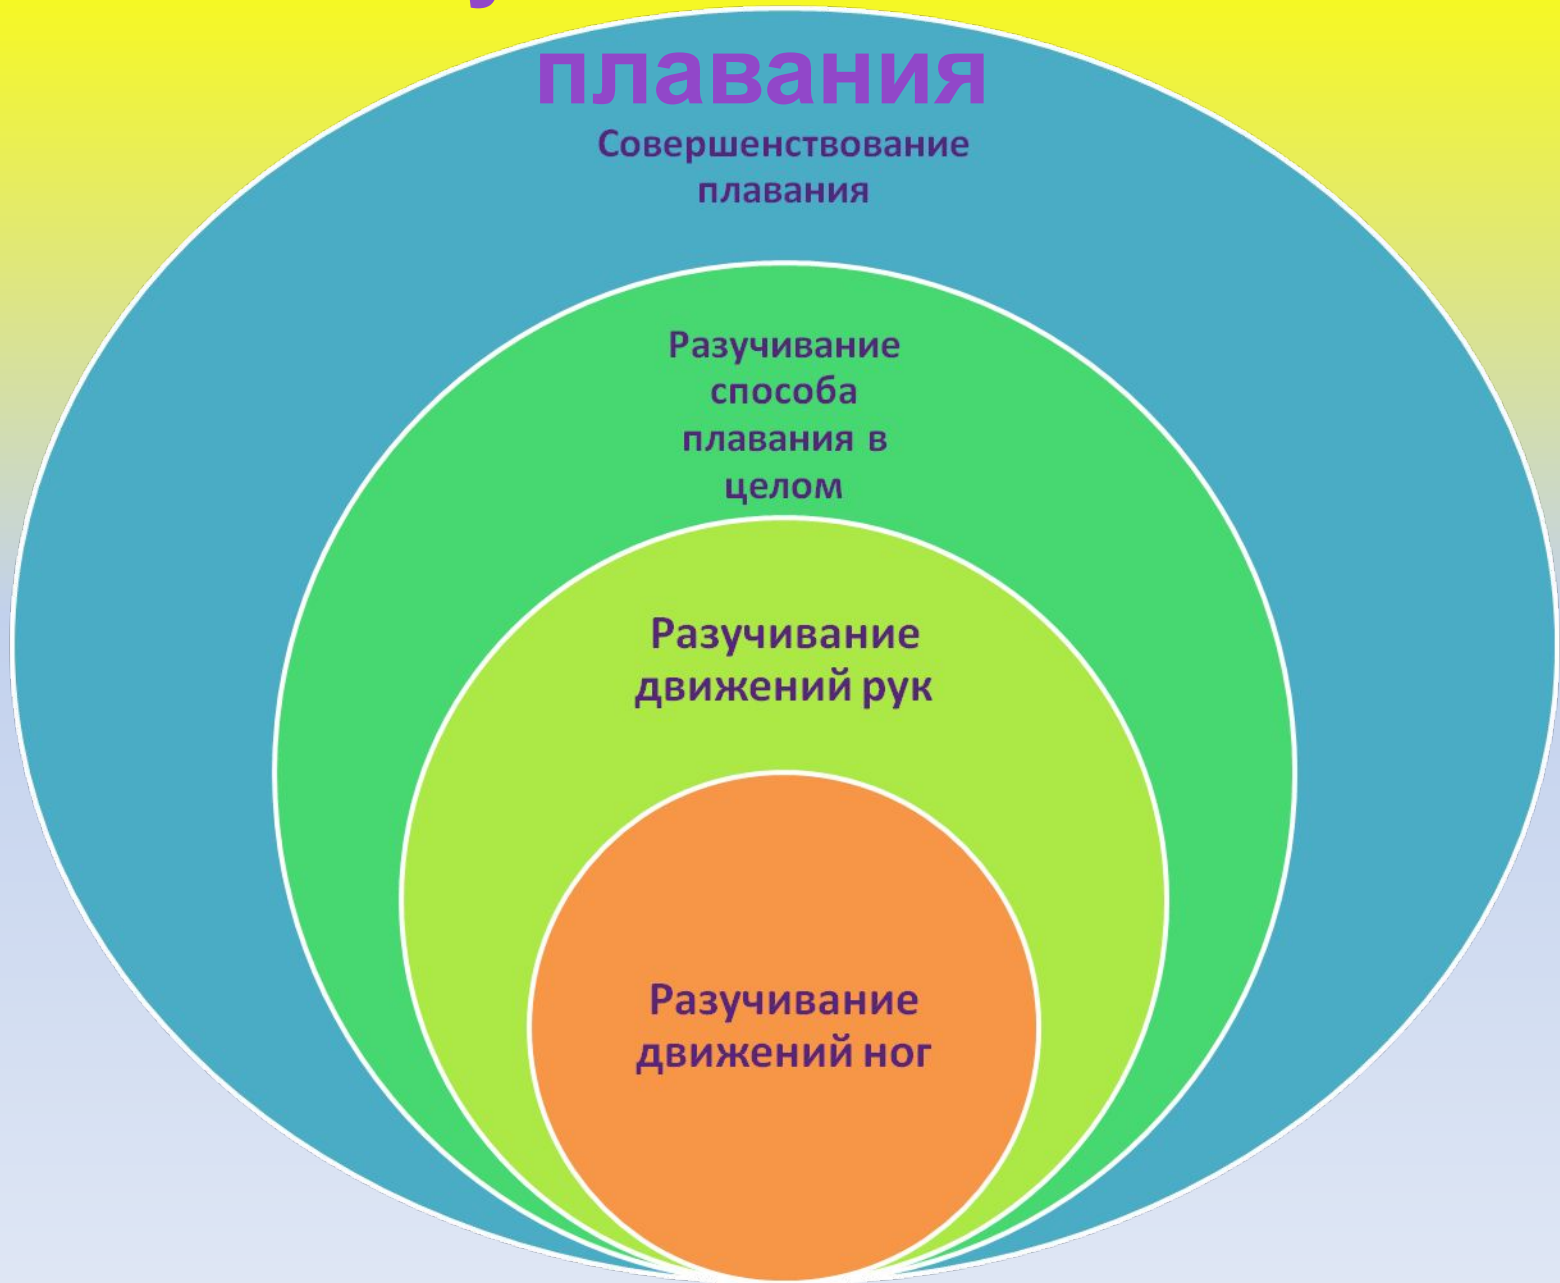 плавания
Совершенствование
плавания
Разучивание
способа
плавания в
целом
Разучивание
движений рук
Разучивание
движений ног